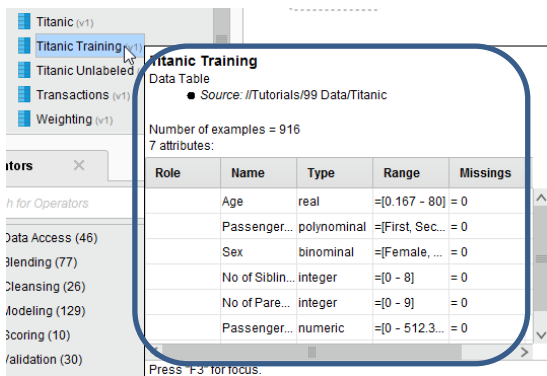 Titanic (v1)
Titanic Training (v1)
Titanic Unlabeled
Transactions (v1)
Weighting (v1)
Titanic Training
Data Table
Source: //Tutorials/99 Data/Titanic
Number of examples = 916
7 attributes:
Role Name Type Range Missings
Age real =[0.167 - 80] = 0
Passenger... polynominal =[First, Sec... = 0
Sex binominal =[Female, ... = 0
No of Siblin... integer =[0 - 8] = 0
No of Pare... integer =[0 - 9] = 0
Passenger... numeric =[0 - 512.3... = 0
Press "F3" for focus.
ators
h for Operators
Data Access (46)
Blending (77)
Cleansing (26)
Modeling (129)
Scoring (10)
Validation (30)